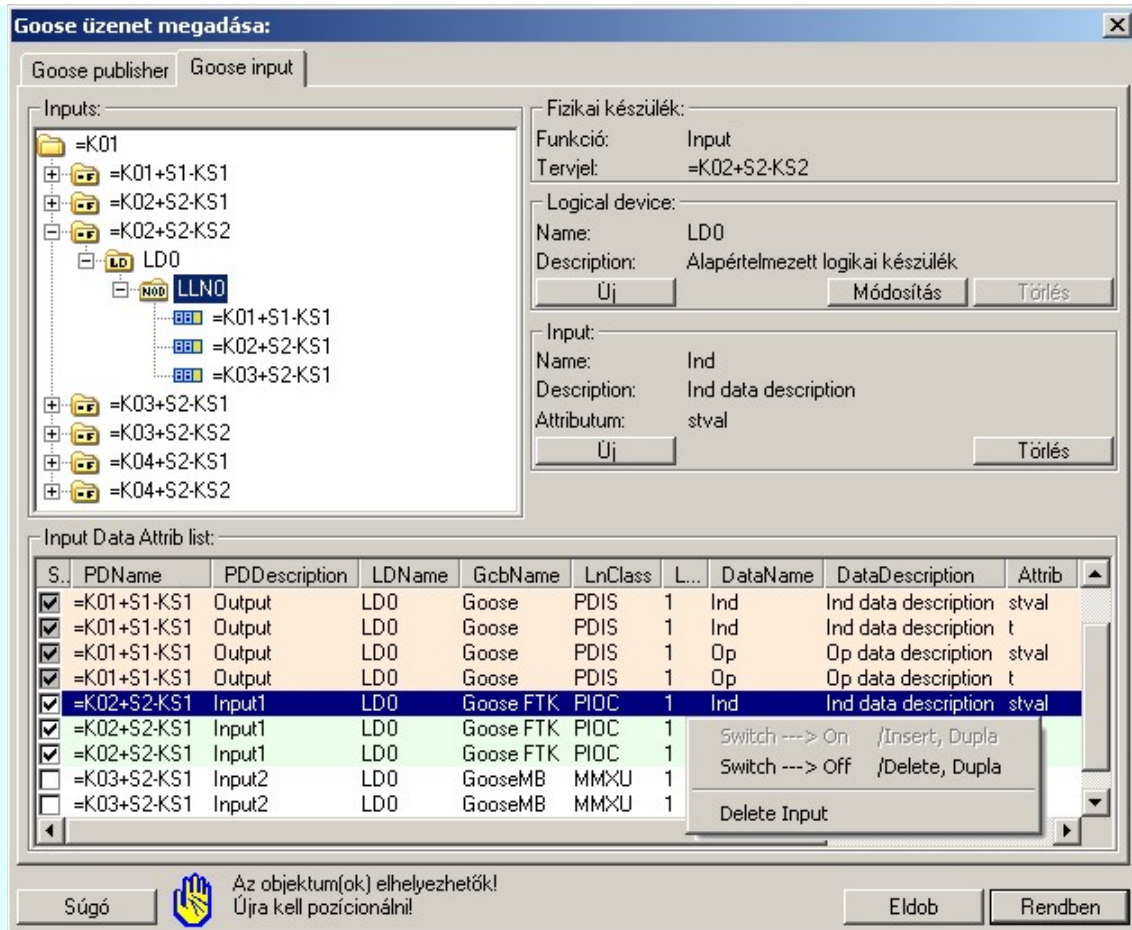 Goose üzenet megadása:
Goose publisher Goose input
Inputs:
=K01
=K01+S1-KS1
=K02+S2-KS1
=K02+S2-KS2
LD0
LLN0
=K01+S1-KS1
=K02+S2-KS1
=K03+S2-KS1
=K03+S2-KS1
=K03+S2-KS2
=K04+S2-KS1
=K04+S2-KS2
Fizikai készülék:
Funkció: Input
Tervjel: =K02+S2-KS2
Logical device:
Name: LD0
Description: Alapértelmezett logikai készülék
Új Módosítás Törlés
Input:
Name: Ind
Description: Ind data description
Attributum: stval
Új Törlés
Input Data Attrib list:
S.. PDName PDDescription LDName GcbName LnClass L... DataName DataDescription Attrib
=K01+S1-KS1 Output LD0 Goose PDIS 1 Ind Ind data description stval
=K01+S1-KS1 Output LD0 Goose PDIS 1 Ind Ind data description t
=K01+S1-KS1 Output LD0 Goose PDIS 1 Op Op data description stval
=K01+S1-KS1 Output LD0 Goose PDIS 1 Op Op data description t
=K02+S2-KS1 Input1 LD0 Goose FTK PIOC 1 Ind Ind data description stval
=K02+S2-KS1 Input1 LD0 Goose FTK PIOC 1
=K02+S2-KS1 Input1 LD0 Goose FTK PIOC 1
=K03+S2-KS1 Input2 LD0 GooseMB MMXU 1
=K03+S2-KS1 Input2 LD0 GooseMB MMXU 1
Switch ---> On /Insert, Dupla
Switch ---> Off /Delete, Dupla
Delete Input
Súgó
Az objektum(ok) elhelyezhetők!
Újra kell pozícionálni!
Eldob Rendben